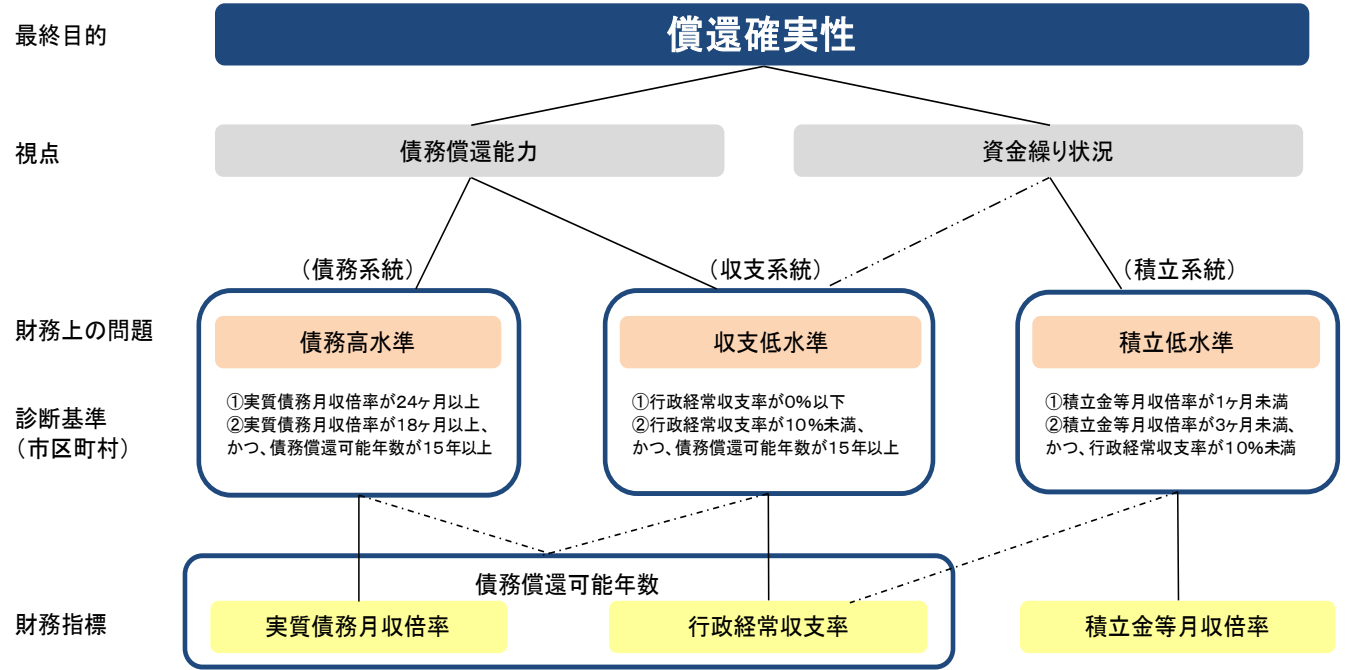 最終目的
償還確実性
視点
債務償還能力
資金繰り状況
（債務系統）
（収支系統）
（積立系統）
財務上の問題
債務高水準
収支低水準
積立低水準
診断基準
（市区町村）
①実質債務月収倍率が24ヶ月以上
②実質債務月収倍率が18ヶ月以上、
かつ、債務償還可能年数が15年以上
①行政経常収支率が0%以下
②行政経常収支率が10%未満、
かつ、債務償還可能年数が15年以上
①積立金等月収倍率が1ヶ月未満
②積立金等月収倍率が3ヶ月未満、
かつ、行政経常収支率が10%未満
債務償還可能年数
財務指標
実質債務月収倍率
行政経常収支率
積立金等月収倍率